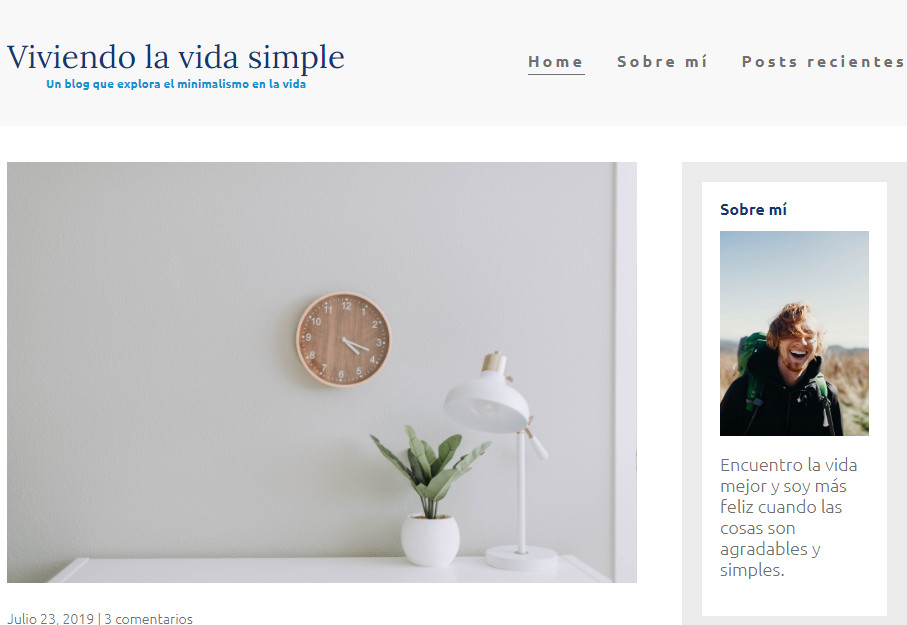 Viviendo la vida simple
Un blog que explora el minimalismo en la vida
Home
Sobre mí
Posts recientes
12
1
2
3
4
5
6
7
8
9
10
11
Julio 23, 2019 | 3 comentarios
Sobre mí
Encuentro la vida
mejor y soy más
feliz cuando las
cosas son
agradables y
simples.